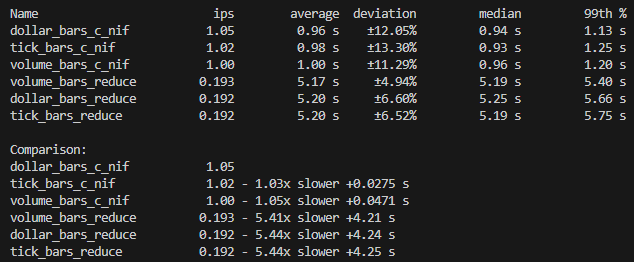 Name ips average deviation median 99th %
dollar_bars_c_nif 1.05 0.96 s ±12.05% 0.94 s 1.13 s
tick_bars_c_nif 1.02 0.98 s ±13.30% 0.93 s 1.25 s
volume_bars_c_nif 1.00 1.00 s ±11.29% 0.96 s 1.20 s
volume_bars_reduce 0.193 5.17 s ±4.94% 5.19 s 5.40 s
dollar_bars_reduce 0.192 5.20 s ±6.60% 5.25 s 5.66 s
tick_bars_reduce 0.192 5.20 s ±6.52% 5.19 s 5.75 s
Comparison:
dollar_bars_c_nif 1.05
tick_bars_c_nif 1.02 - 1.03x slower +0.0275 s
volume_bars_c_nif 1.00 - 1.05x slower +0.0471 s
volume_bars_reduce 0.193 - 5.41x slower +4.21 s
dollar_bars_reduce 0.192 - 5.44x slower +4.24 s
tick_bars_reduce 0.192 - 5.44x slower +4.25 s